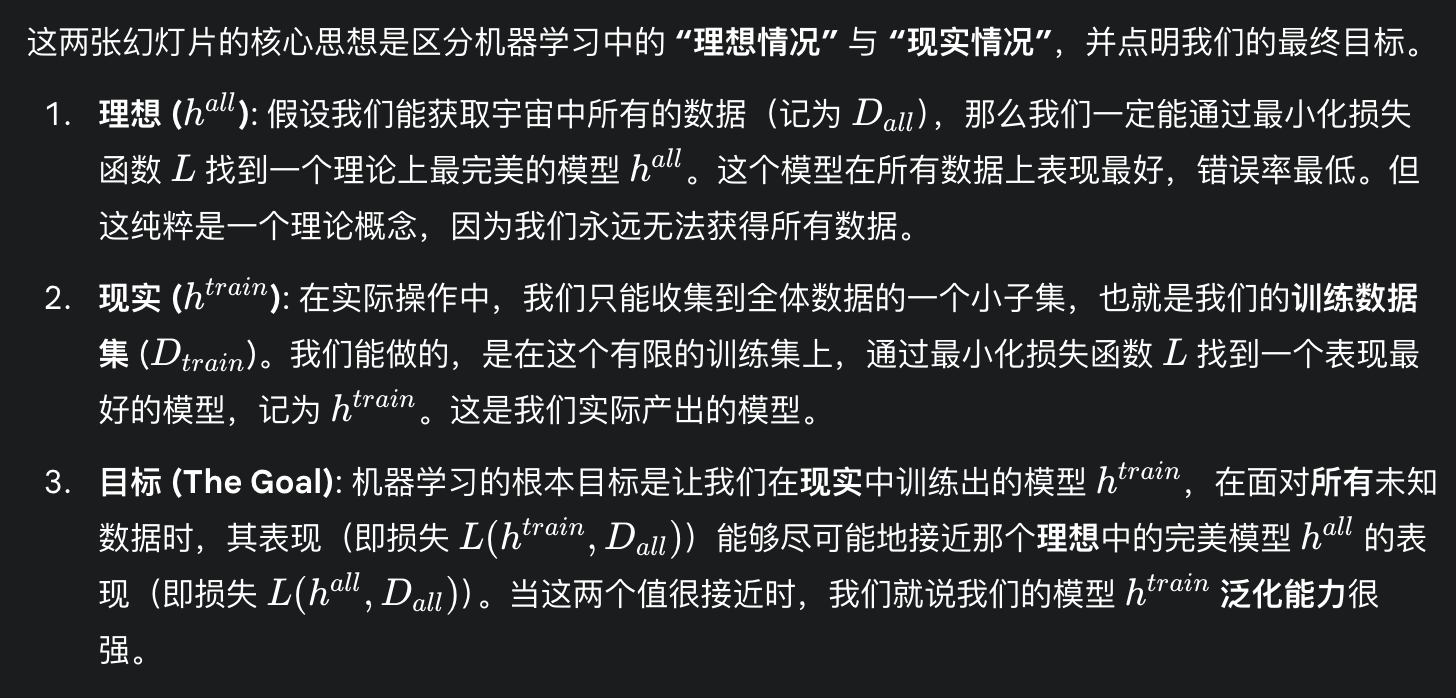 这两张幻灯片的核心思想是区分机器学习中的 “理想情况” 与 “现实情况”，并点明我们的最终目标。
1. 理想 (h^{all}): 假设我们能获取宇宙中所有的数据（记为 D_{all}），那么我们一定能通过最小化损失
函数 L 找到一个理论上最完美的模型 h^{all}。这个模型在所有数据上表现最好，错误率最低。但
这纯粹是一个理论概念，因为我们永远无法获得所有数据。
2. 现实 (h^{train}): 在实际操作中，我们只能收集到全体数据的一个小子集，也就是我们的训练数据
集 (D_{train})。我们能做的，是在这个有限的训练集上，通过最小化损失函数 L 找到一个表现最
好的模型，记为 h^{train}。这是我们实际产出的模型。
3. 目标 (The Goal): 机器学习的根本目标是让我们在现实中训练出的模型 h^{train}，在面对所有未知
数据时，其表现（即损失 L(h^{train}, D_{all})）能够尽可能地接近那个理想中的完美模型 h^{all} 的表
现（即损失 L(h^{all}, D_{all})）。当这两个值很接近时，我们就说我们的模型 h^{train} 泛化能力很
强。